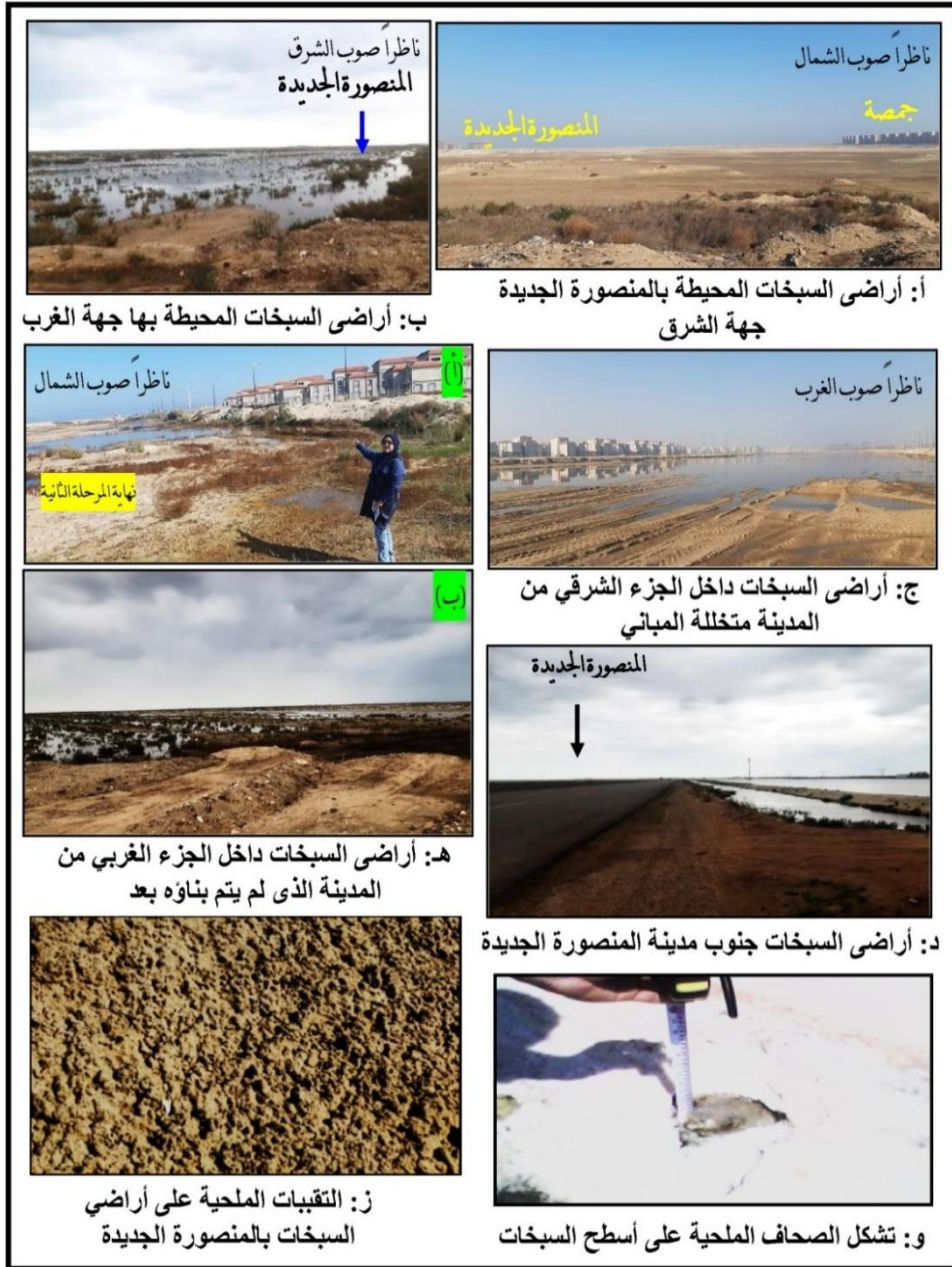 ناظراً صوب الشمال
جمصة
المنصورة الجديدة
أ: أراضى السبخات المحيطة بالمنصورة الجديدة
جهة الشرق
ناظراً صوب الشرق
المنصورة الجديدة
ب: أراضى السبخات المحيطة بها جهة الغرب
ناظراً صوب الغرب
ج: أراضى السبخات داخل الجزء الشرقي من
المدينة متخللة المباني
المنصورة الجديدة
د: أراضى السبخات جنوب مدينة المنصورة الجديدة
(أ)
ناظراً صوب الشمال
نهاية المرحلة الثانية
(ب)
هـ: أراضى السبخات داخل الجزء الغربي من
المدينة الذى لم يتم بناؤه بعد
و: تشكل الصحاف الملحية على أسطح السبخات
ز: التقببات الملحية على أراضي
السبخات بالمنصورة الجديدة